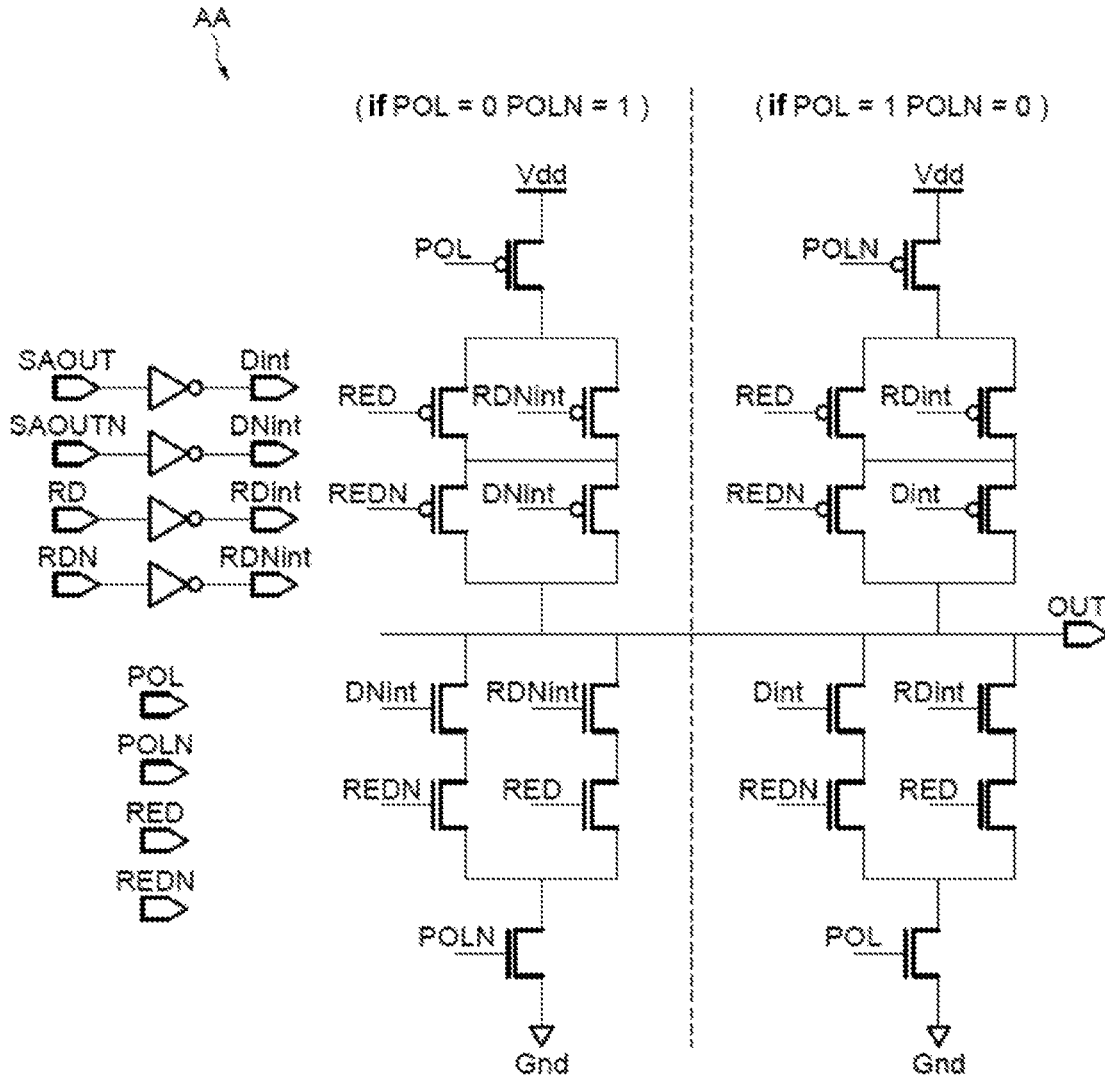 AA
(if POL = 0 POLN = 1)
(if POL = 1 POLN = 0)
Vdd
Vdd
POL
POLN
SAOUT
Dint
SAOUTN
DNint
RD
RDint
RDN
RDNint
RED
RDNint
RED
RDint
REDN
DNint
REDN
Dint
OUT
POL
POLN
RED
REDN
DNint
RDNint
Dint
RDint
REDN
RED
REDN
RED
POLN
POL
Gnd
Gnd